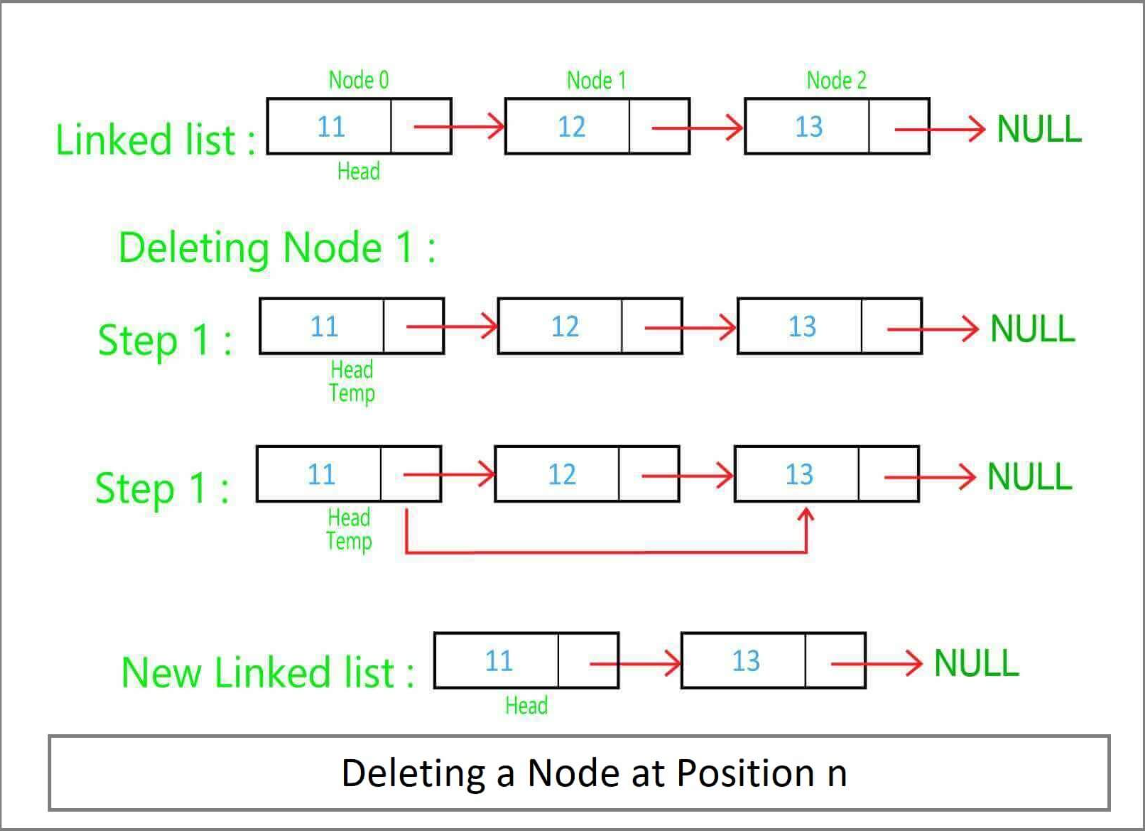 Node 0 Node 1 Node 2
Linked list : 11 12 13 NULL
Head
Deleting Node 1 :
Step 1 : 11 12 13 NULL
Head
Temp
Step 1 : 11 12 13 NULL
Head
Temp
New Linked list : 11 13 NULL
Head
Deleting a Node at Position n